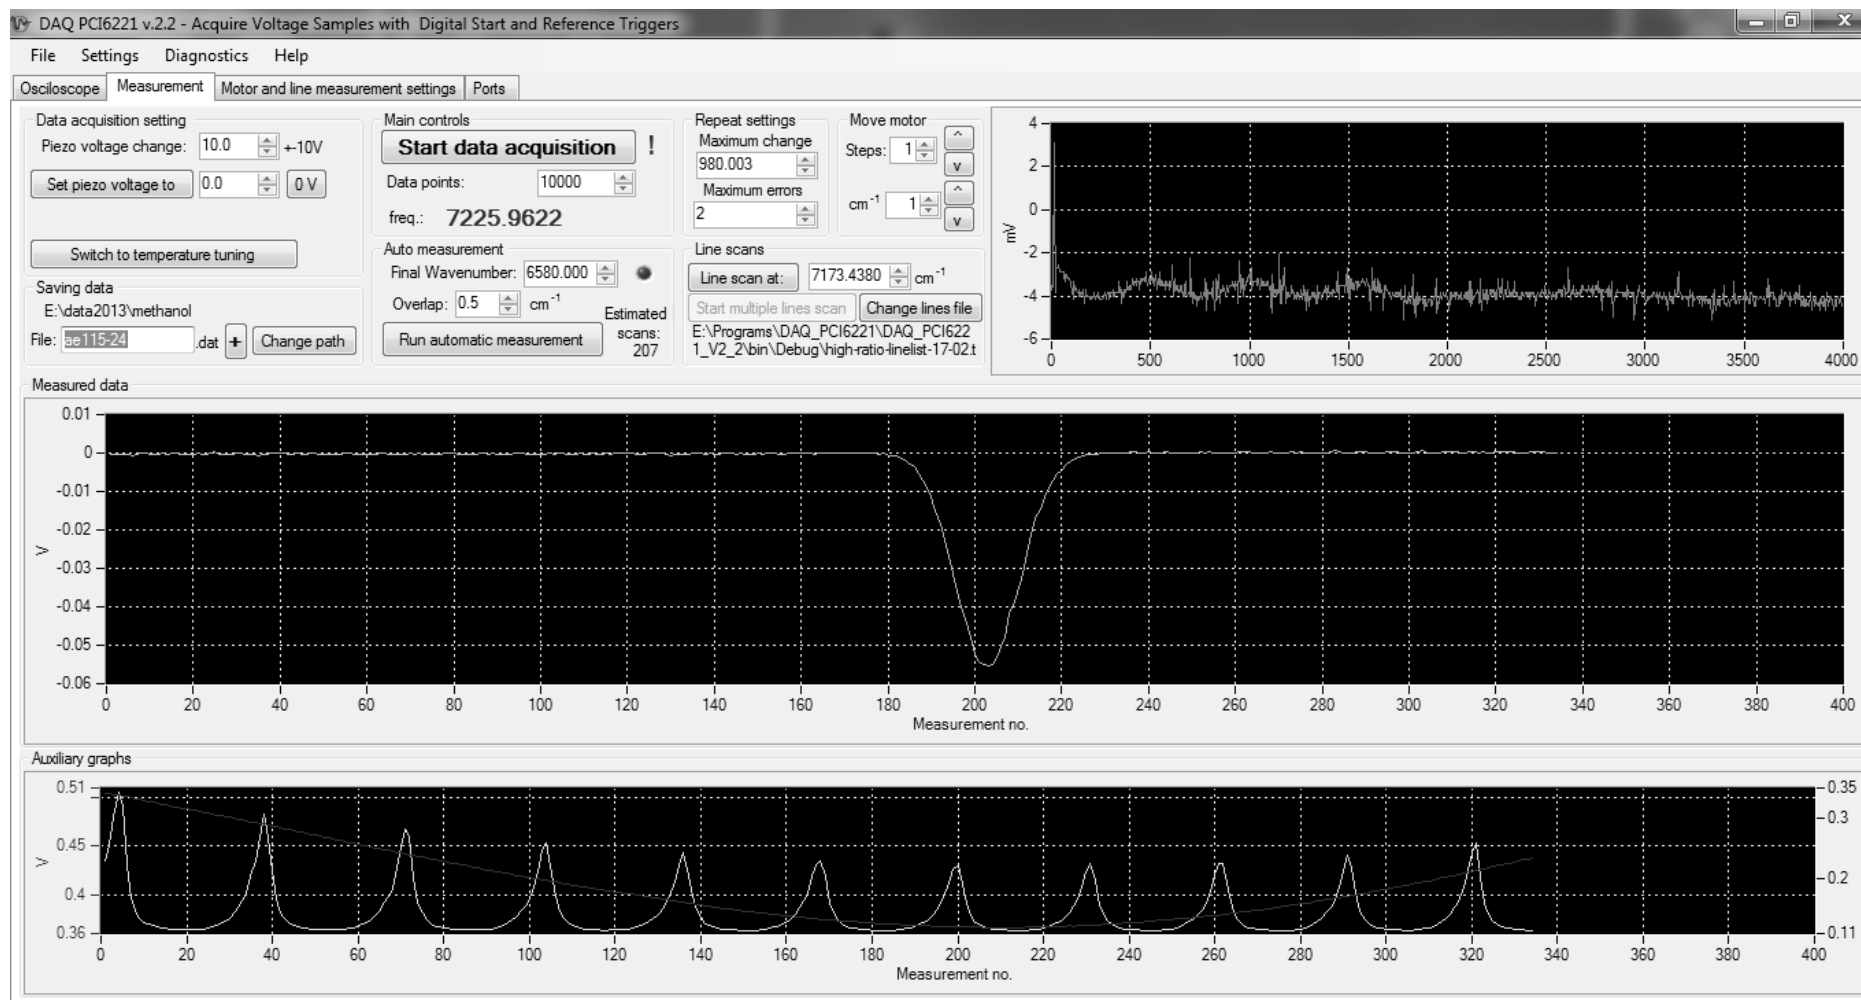 DAQ PCI6221 v.2.2 - Acquire Voltage Samples with Digital Start and Reference Triggers
File Settings Diagnostics Help
Osciloscope Measurement Motor and line measurement settings Ports
Data acquisition setting
Piezo voltage change: 10.0 +-10V
Set piezo voltage to 0.0 0 V
Switch to temperature tuning
Saving data
E:\data2013\methanol
File: ae115-24 .dat + Change path
Main controls
Start data acquisition !
Data points: 10000
freq.: 7225.9622
Auto measurement
Final Wavenumber: 6580.000
Overlap: 0.5 cm⁻¹
Estimated
scans:
207
Run automatic measurement
Repeat settings
Maximum change
980.003
Maximum errors
2
Move motor
Steps: 1 ^
v
cm⁻¹ 1 ^
v
Line scans
Line scan at: 7173.4380 cm⁻¹
Start multiple lines scan Change lines file
E:\Programs\DAQ_PCI6221\DAQ_PCI622
1_V2_2\bin\Debug\high-ratio-linelist-17-02.t
4
2
0
-2
-4
-6
mV
0 500 1000 1500 2000 2500 3000 3500 4000
Measured data
0.01
0
-0.01
-0.02
-0.03
-0.04
-0.05
-0.06
V
0 20 40 60 80 100 120 140 160 180 200 220 240 260 280 300 320 340 360 380 400
Measurement no.
Auxiliary graphs
0.51
0.45
0.4
0.36
V
0.35
0.3
0.2
0.11
0 20 40 60 80 100 120 140 160 180 200 220 240 260 280 300 320 340 360 380 400
Measurement no.